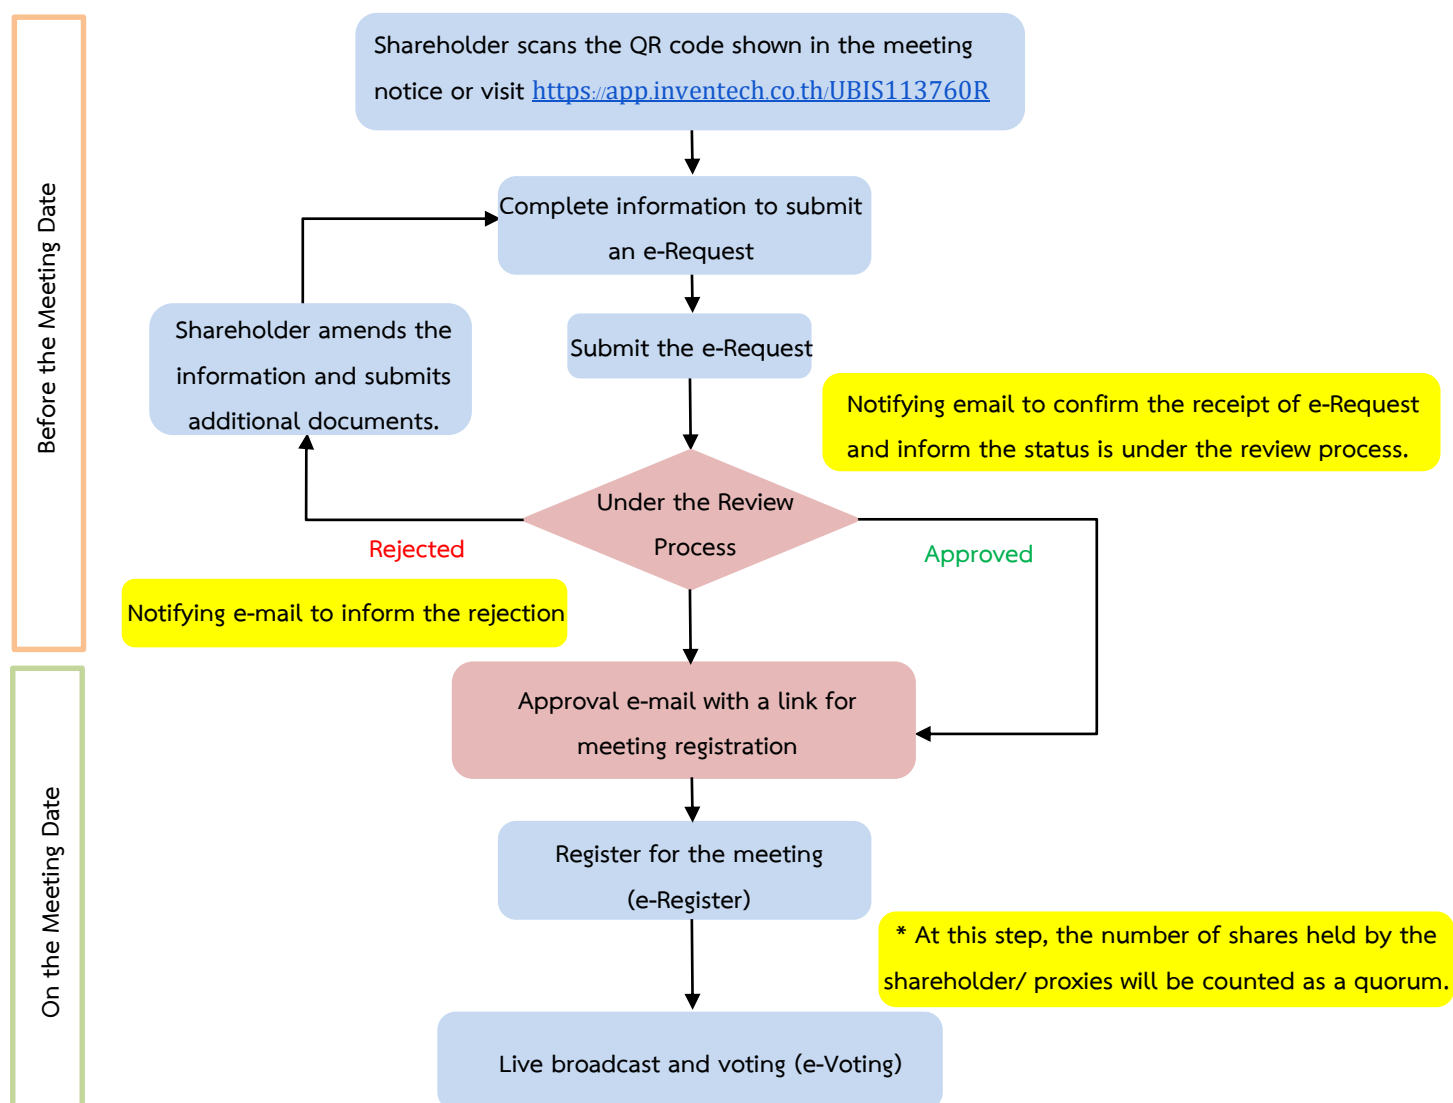 Before the Meeting Date
Shareholder scans the QR code shown in the meeting
notice or visit https://app.inventech.co.th/UBIS113760R
Complete information to submit
an e-Request
Shareholder amends the
information and submits
additional documents.
Submit the e-Request
Notifying email to confirm the receipt of e-Request
and inform the status is under the review process.
Under the Review
Process
Rejected
Approved
Notifying e-mail to inform the rejection
On the Meeting Date
Approval e-mail with a link for
meeting registration
Register for the meeting
(e-Register)
* At this step, the number of shares held by the
shareholder/ proxies will be counted as a quorum.
Live broadcast and voting (e-Voting)